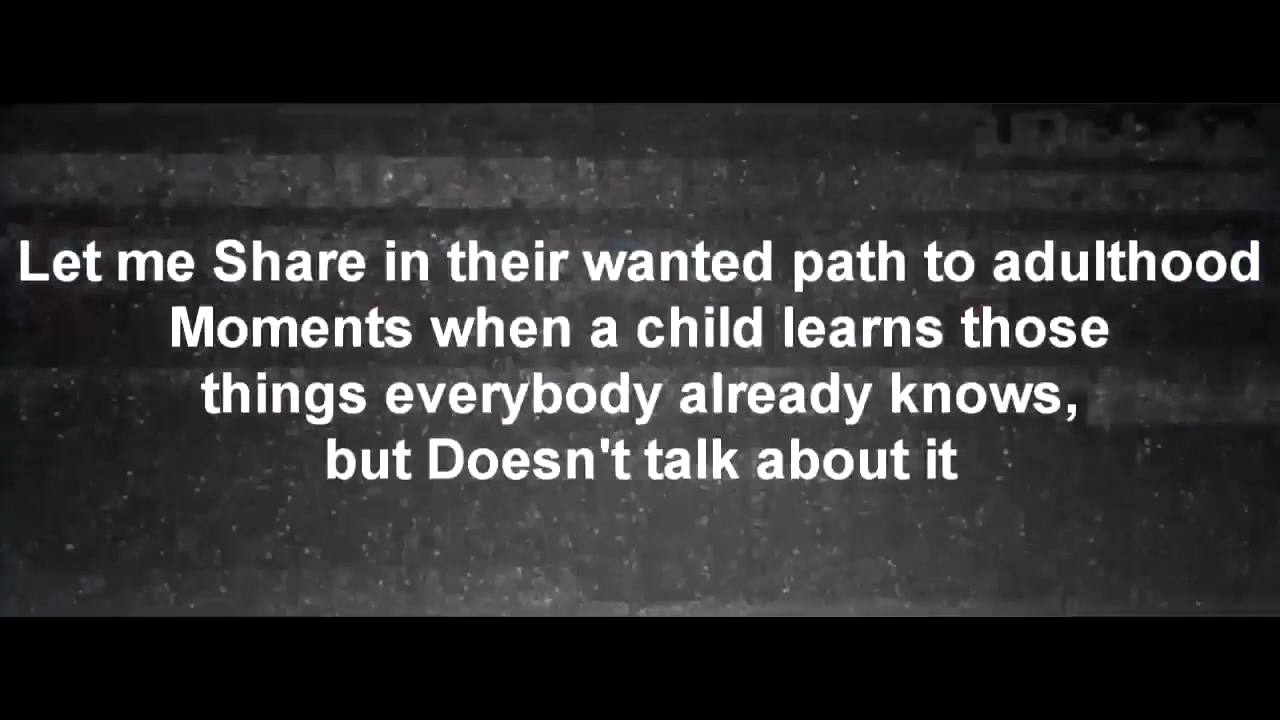 Let me Share in their wanted path to adulthood
Moments when a child learns those
things everybody already knows,
but Doesn't talk about it